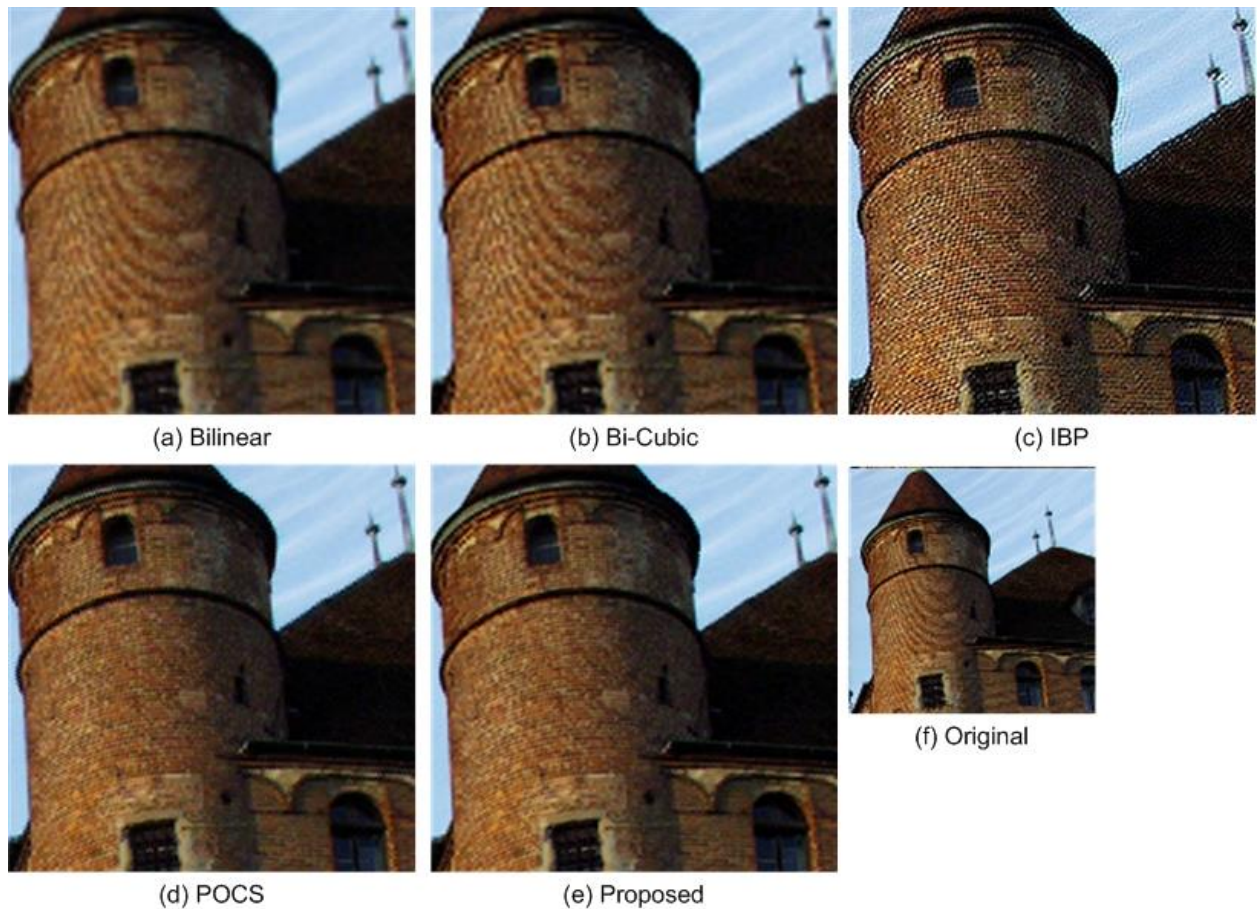 (a) Bilinear
(b) Bi-Cubic
(c) IBP
(d) POCS
(e) Proposed
(f) Original